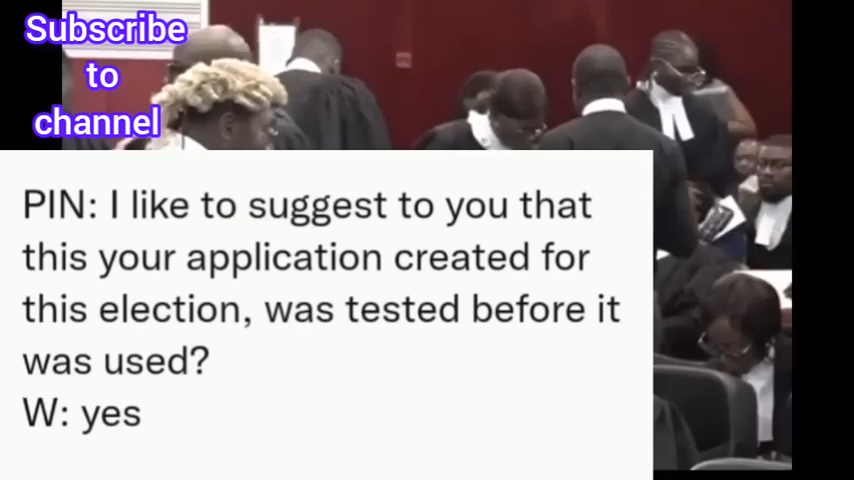 Subscribe
to
channel
PIN: I like to suggest to you that
this your application created for
this election, was tested before it
was used?
W: yes